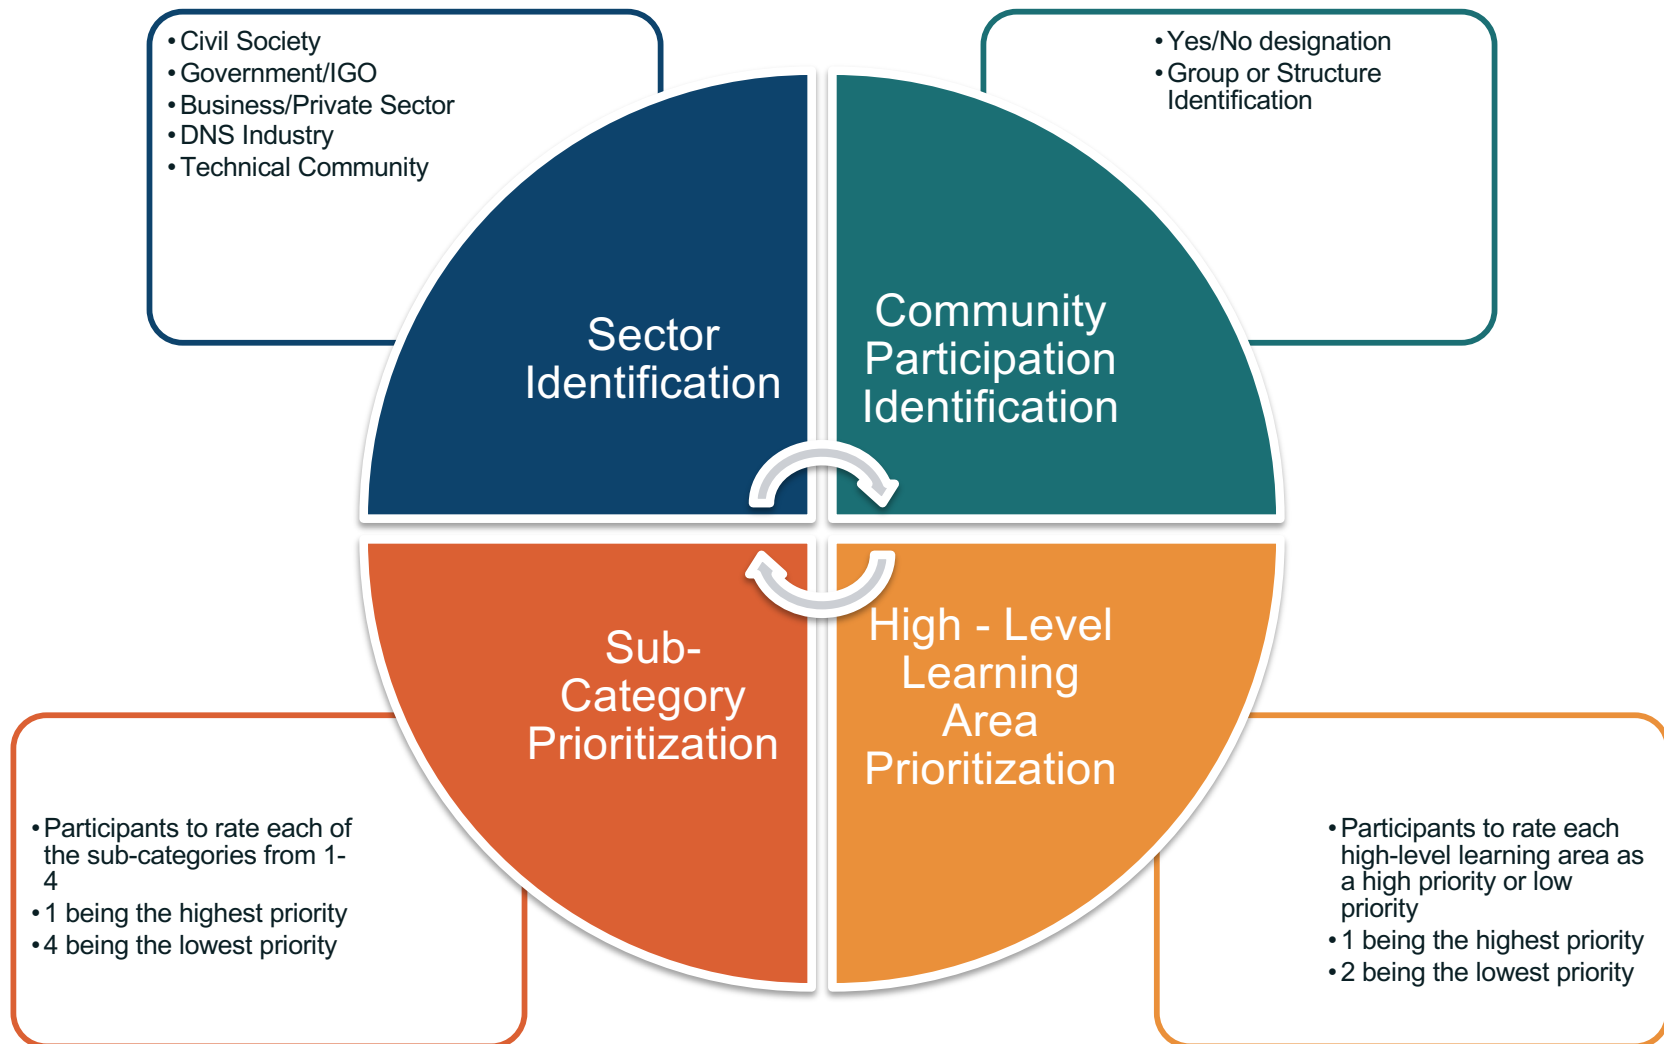 • Civil Society
• Government/IGO
• Business/Private Sector
• DNS Industry
• Technical Community
• Yes/No designation
• Group or Structure
Identification
Sector
Identification
Community
Participation
Identification
Sub-
Category
Prioritization
High - Level
Learning
Area
Prioritization
• Participants to rate each of
the sub-categories from 1-
4
• 1 being the highest priority
• 4 being the lowest priority
• Participants to rate each
high-level learning area as
a high priority or low
priority
• 1 being the highest priority
• 2 being the lowest priority